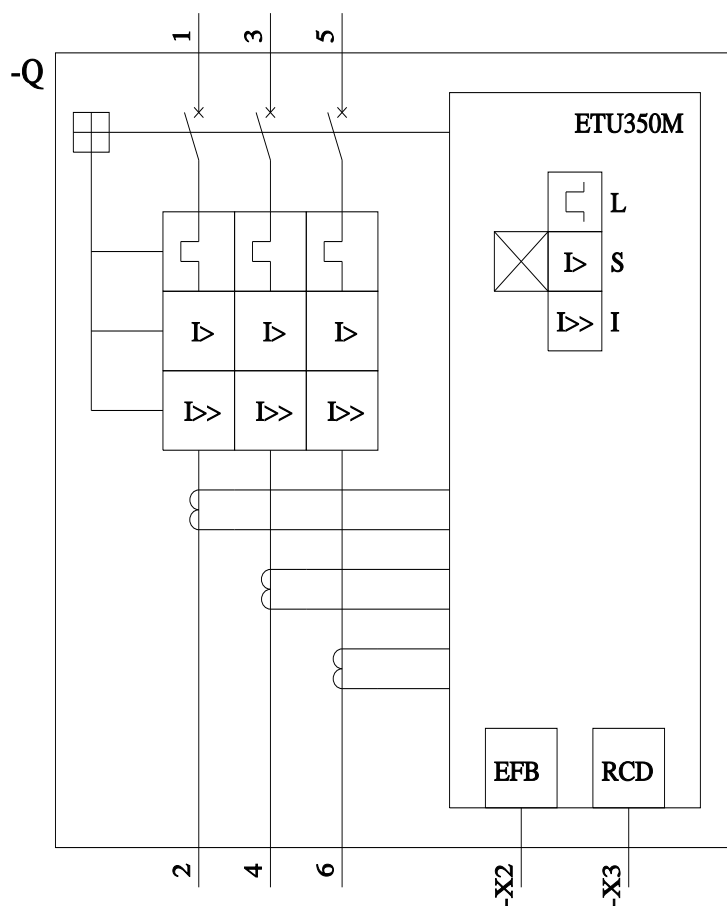 1 3 5
-Q
ETU350M
L
I> S
I>> I
I> I> I>
I>> I>> I>>
EFB RCD
2 4 6 -X2 -X3